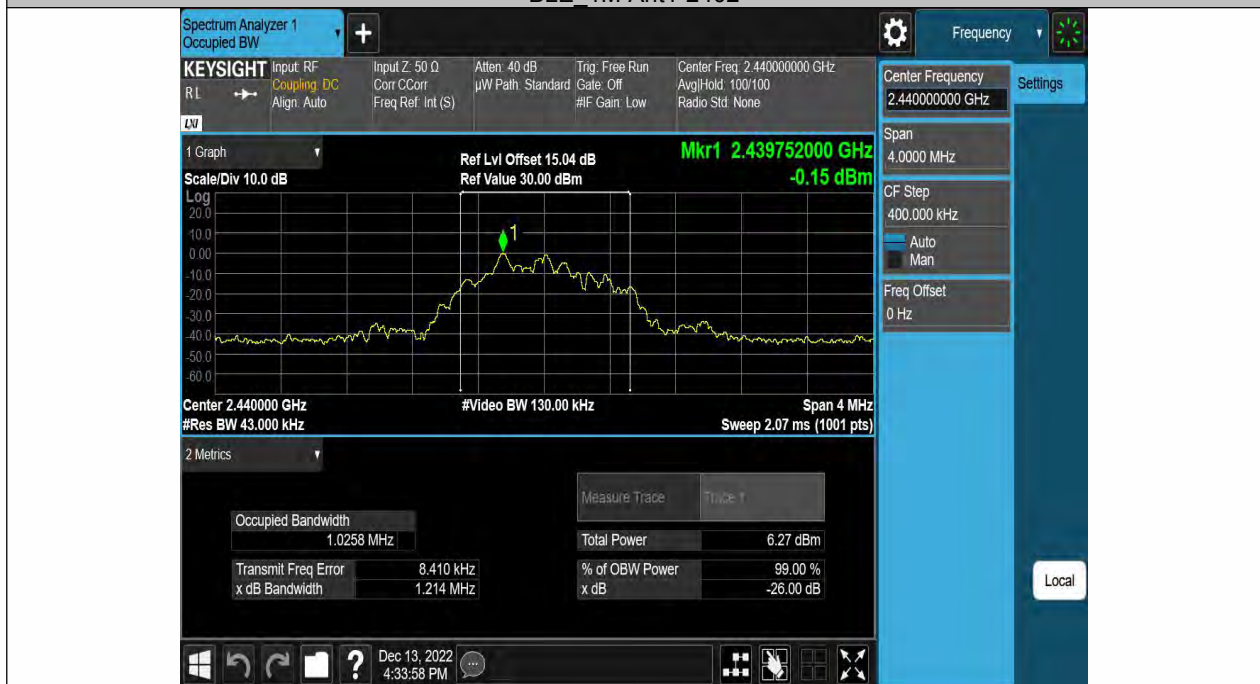 Spectrum Analyzer 1
Occupied BW
+
Frequency
KEYSIGHT
R L
LXI
Input: RF
Coupling: DC
Align: Auto
Input Z: 50 Ω
Corr CCorr
Freq Ref: Int (S)
Atten: 40 dB
µW Path: Standard
Trig: Free Run
Gate: Off
#IF Gain: Low
Center Freq: 2.440000000 GHz
Avg|Hold: 100/100
Radio Std: None
Center Frequency
2.440000000 GHz
Settings
Span
4.0000 MHz
CF Step
400.000 kHz
Auto
Man
Freq Offset
0 Hz
Local
1 Graph
Scale/Div 10.0 dB
Ref Lvl Offset 15.04 dB
Ref Value 30.00 dBm
Mkr1 2.439752000 GHz
-0.15 dBm
Log
20.0
10.0
0.00
-10.0
-20.0
-30.0
-40.0
-50.0
-60.0
1
Center 2.440000 GHz
#Res BW 43.000 kHz
#Video BW 130.00 kHz
Span 4 MHz
Sweep 2.07 ms (1001 pts)
2 Metrics
Measure Trace
Trace 1
Occupied Bandwidth
1.0258 MHz
Total Power 6.27 dBm
Transmit Freq Error 8.410 kHz
% of OBW Power 99.00 %
x dB Bandwidth 1.214 MHz
x dB -26.00 dB
?
Dec 13, 2022
4:33:58 PM